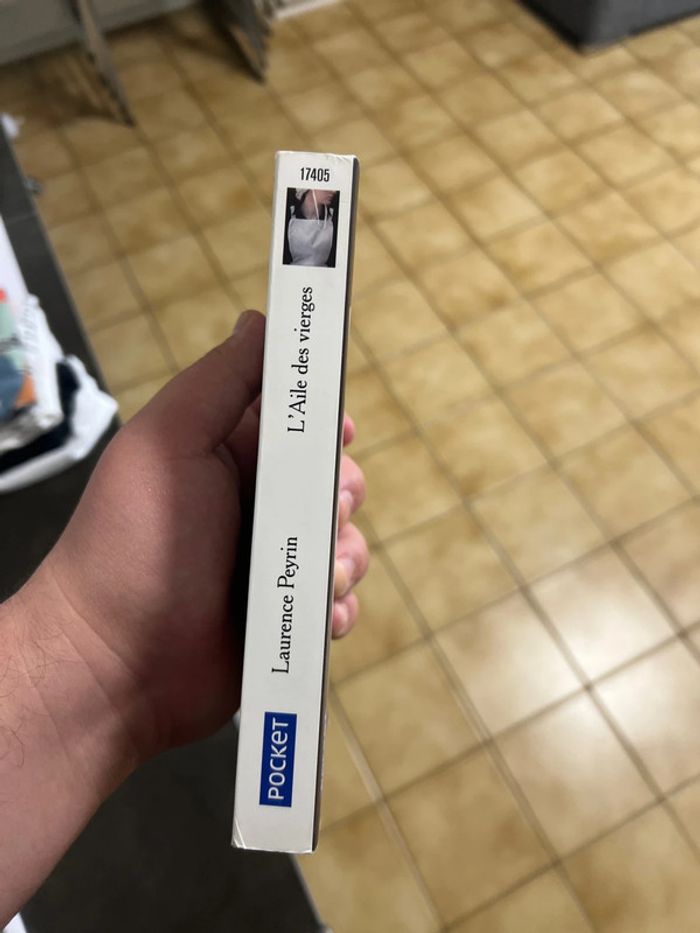 17405
L'Aile des vierges
Laurence Peyrin
POCKET